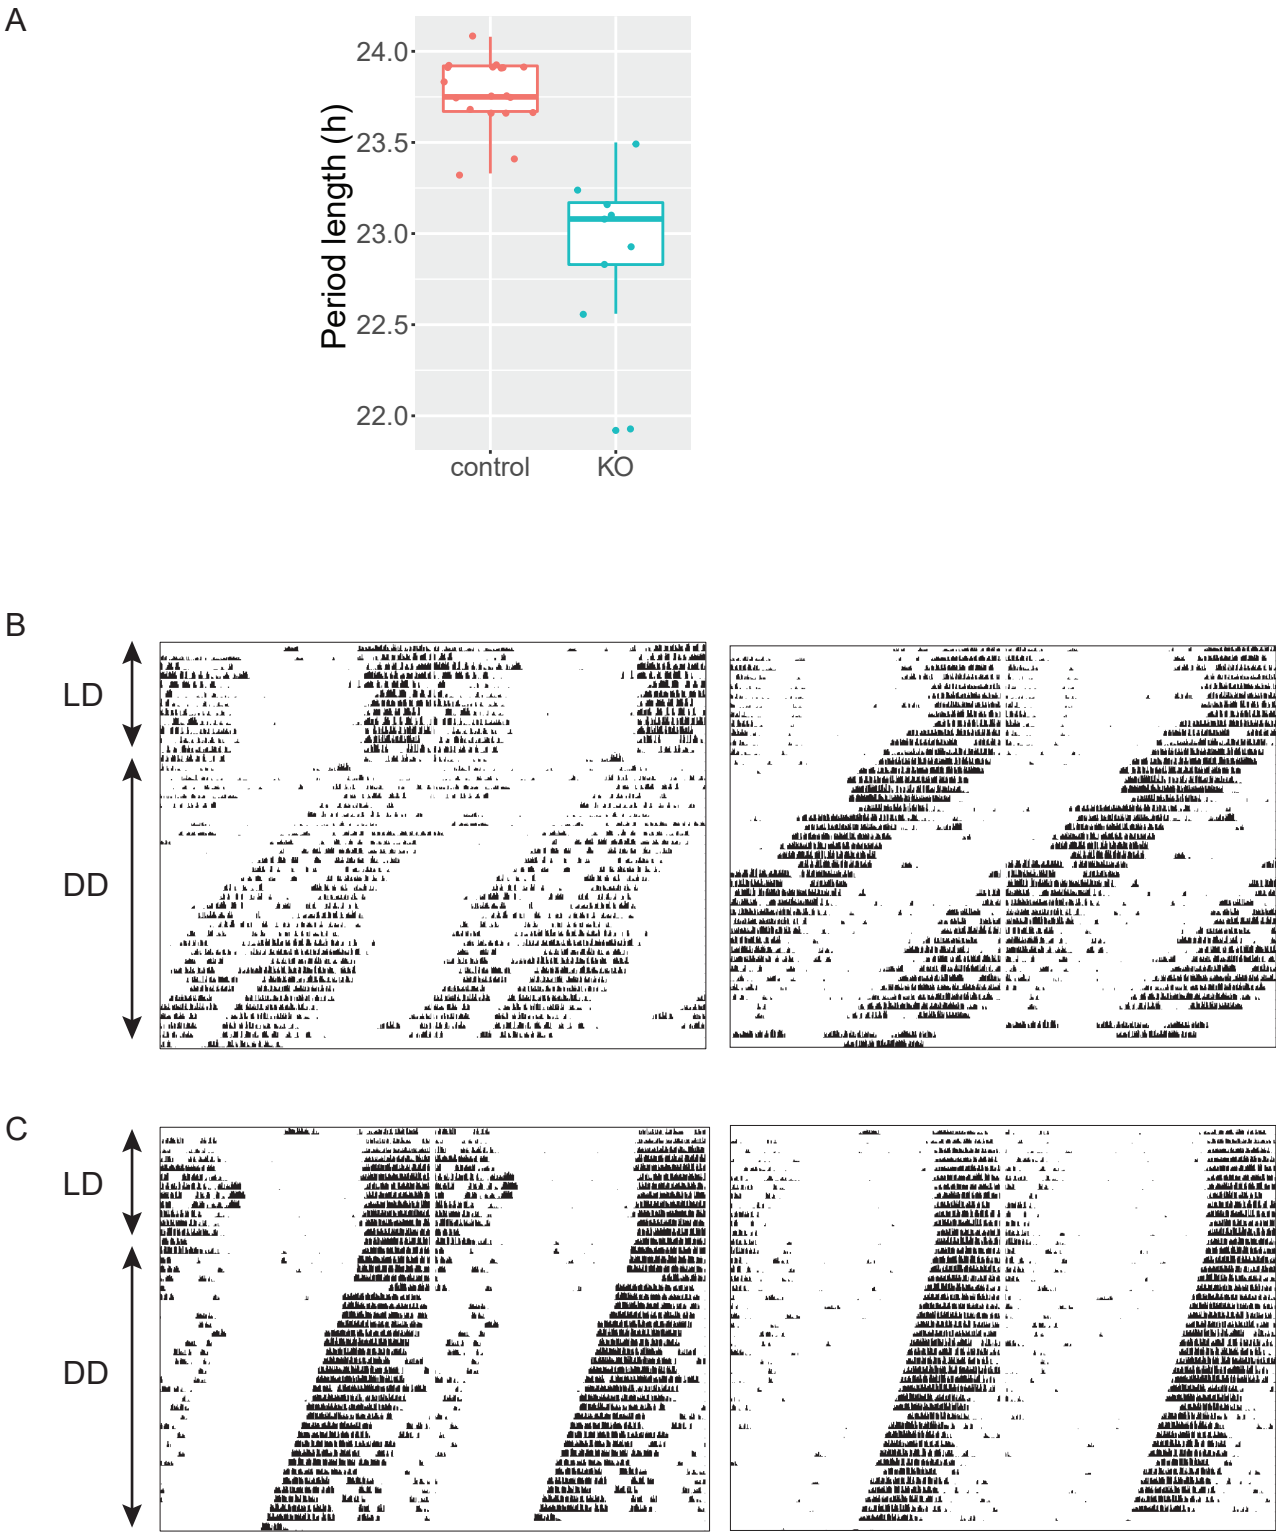 A
Period length (h)
24.0
23.5
23.0
22.5
22.0
control KO
B
LD
DD
C
LD
DD